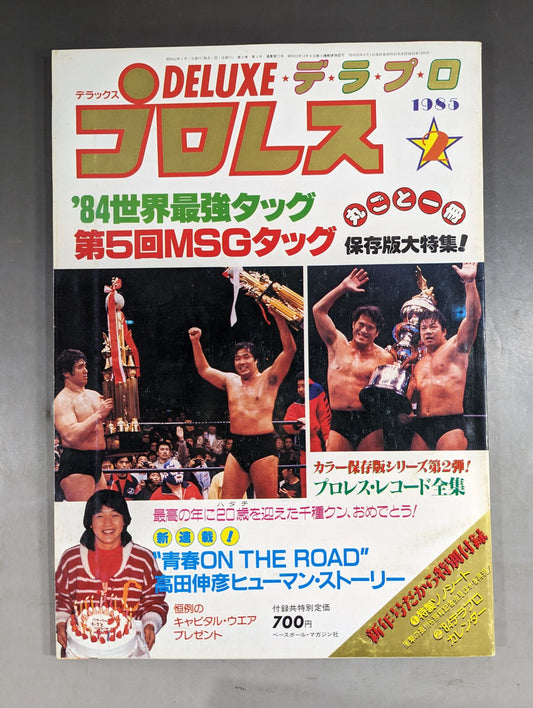 デラックス
DELUXE
★デ★ラ★プ★ロ
プロレス
1985
2
'84世界最強タッグ
第5回MSGタッグ
丸ごと一冊
保存版大特集!
カラー保存版シリーズ第2弾!
プロレス・レコード全集
ハタチ
最高の年に20歳を迎えた千種クン、おめでとう!
新連載!
"青春ON THE ROAD"
高田伸彦ヒューマン・ストーリー
恒例の
キャピタル・ウエア
プレゼント
付録共特別定価
700円
ベースボール・マガジン社
新年号だから特別付録